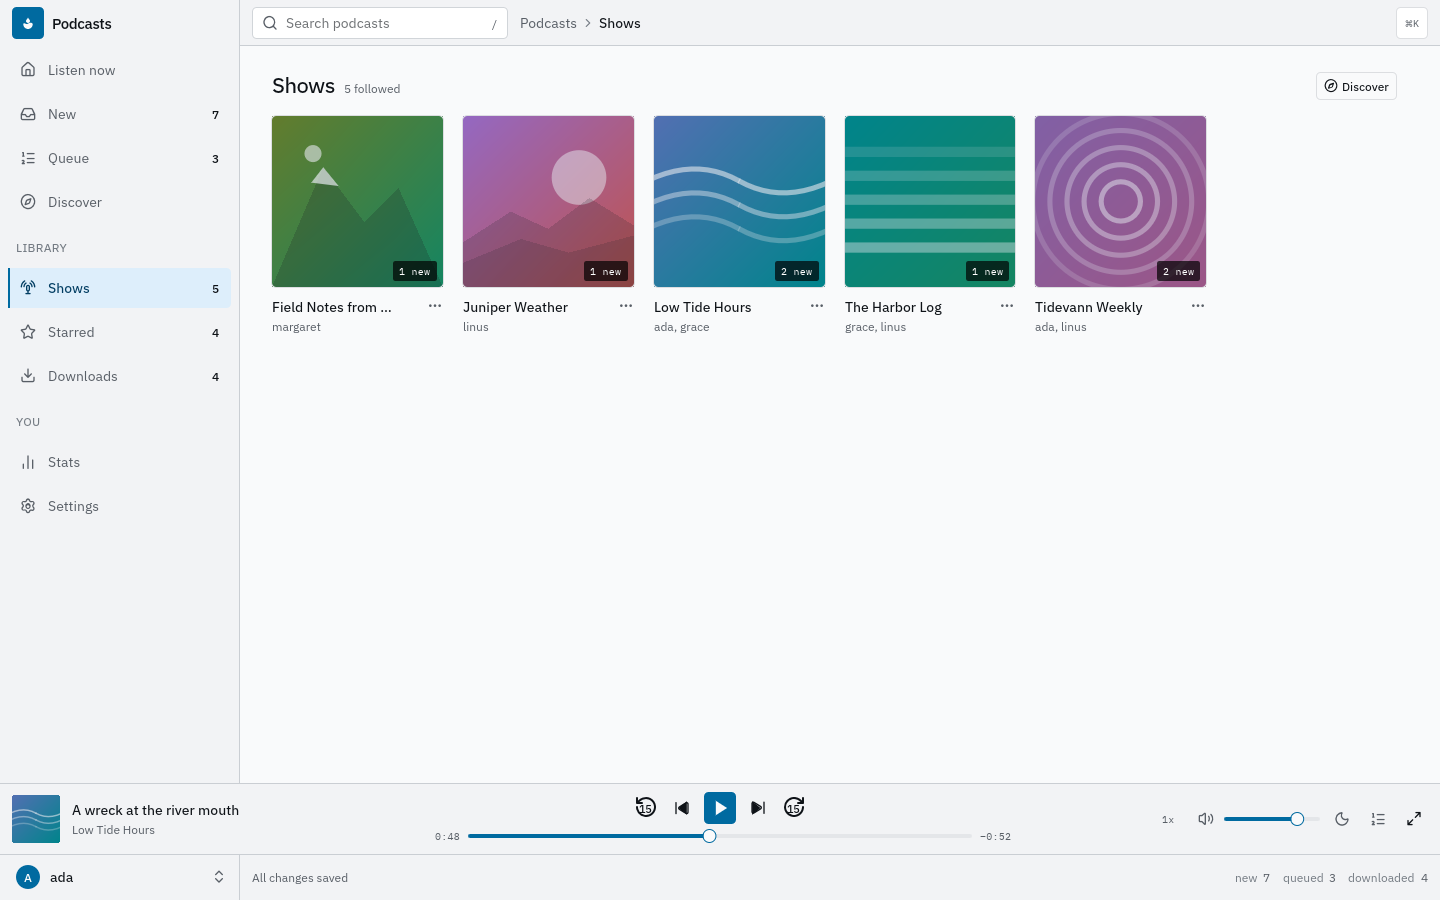 Podcasts
Search podcasts /
Podcasts > Shows
⌘K
Listen now
New 7
Queue 3
Discover
LIBRARY
Shows 5
Starred 4
Downloads 4
YOU
Stats
Settings
Shows 5 followed
Discover
1 new
1 new
2 new
1 new
2 new
Field Notes from ...
margaret
Juniper Weather
linus
Low Tide Hours
ada, grace
The Harbor Log
grace, linus
Tidevann Weekly
ada, linus
A wreck at the river mouth
Low Tide Hours
15
15
0:48
−0:52
1x
A ada
All changes saved
new 7 queued 3 downloaded 4